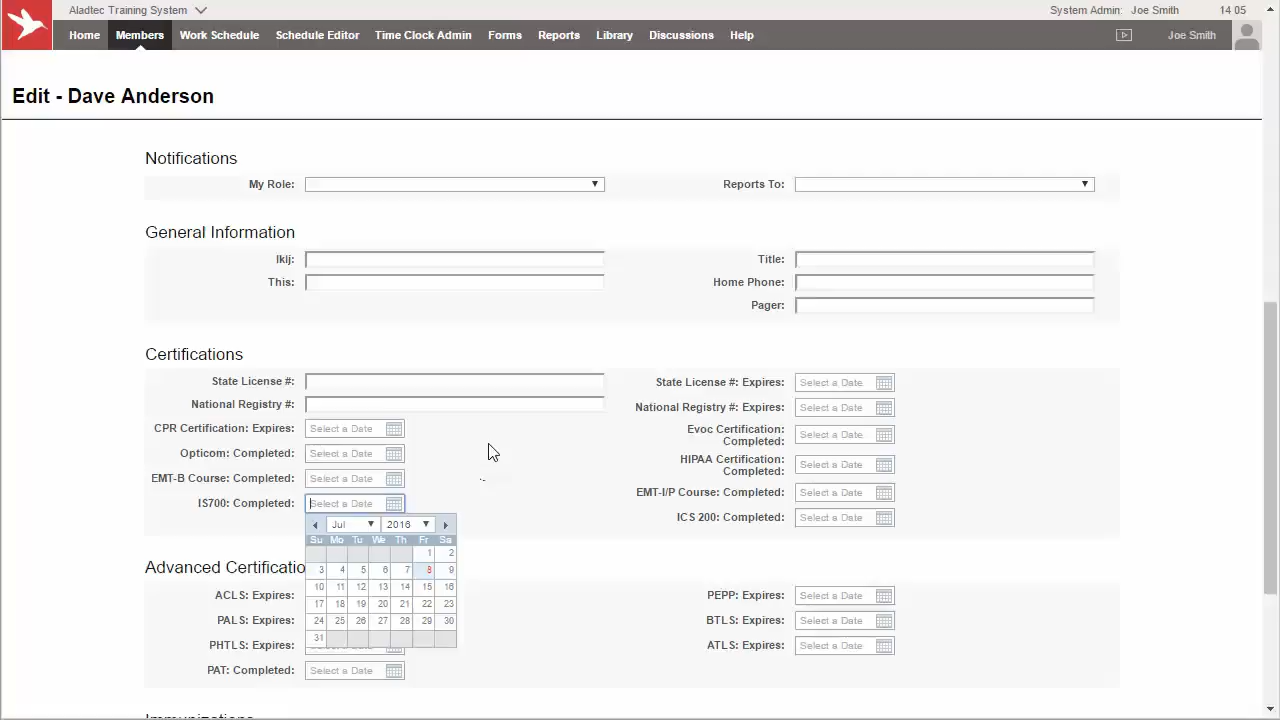 Aladtec Training System
System Admin: Joe Smith 14 05
Home Members Work Schedule Schedule Editor Time Clock Admin Forms Reports Library Discussions Help Joe Smith
Edit - Dave Anderson
Notifications
My Role: Reports To:
General Information
Iklj: Title:
This: Home Phone:
Pager:
Certifications
State License #: State License #: Expires: Select a Date
National Registry #: National Registry #: Expires: Select a Date
CPR Certification: Expires: Select a Date Evoc Certification:
Completed: Select a Date
Opticom: Completed: Select a Date HIPAA Certification:
Completed: Select a Date
EMT-B Course: Completed: Select a Date EMT-I/P Course: Completed: Select a Date
IS700: Completed: Select a Date ICS 200: Completed: Select a Date
Jul 2016
Su Mo Tu We Th Fr Sa
1 2
3 4 5 6 7 8 9
10 11 12 13 14 15 16
17 18 19 20 21 22 23
24 25 26 27 28 29 30
31
Advanced Certificatio
ACLS: Expires: PEPP: Expires: Select a Date
PALS: Expires: BTLS: Expires: Select a Date
PHTLS: Expires: ATLS: Expires: Select a Date
PAT: Completed: Select a Date